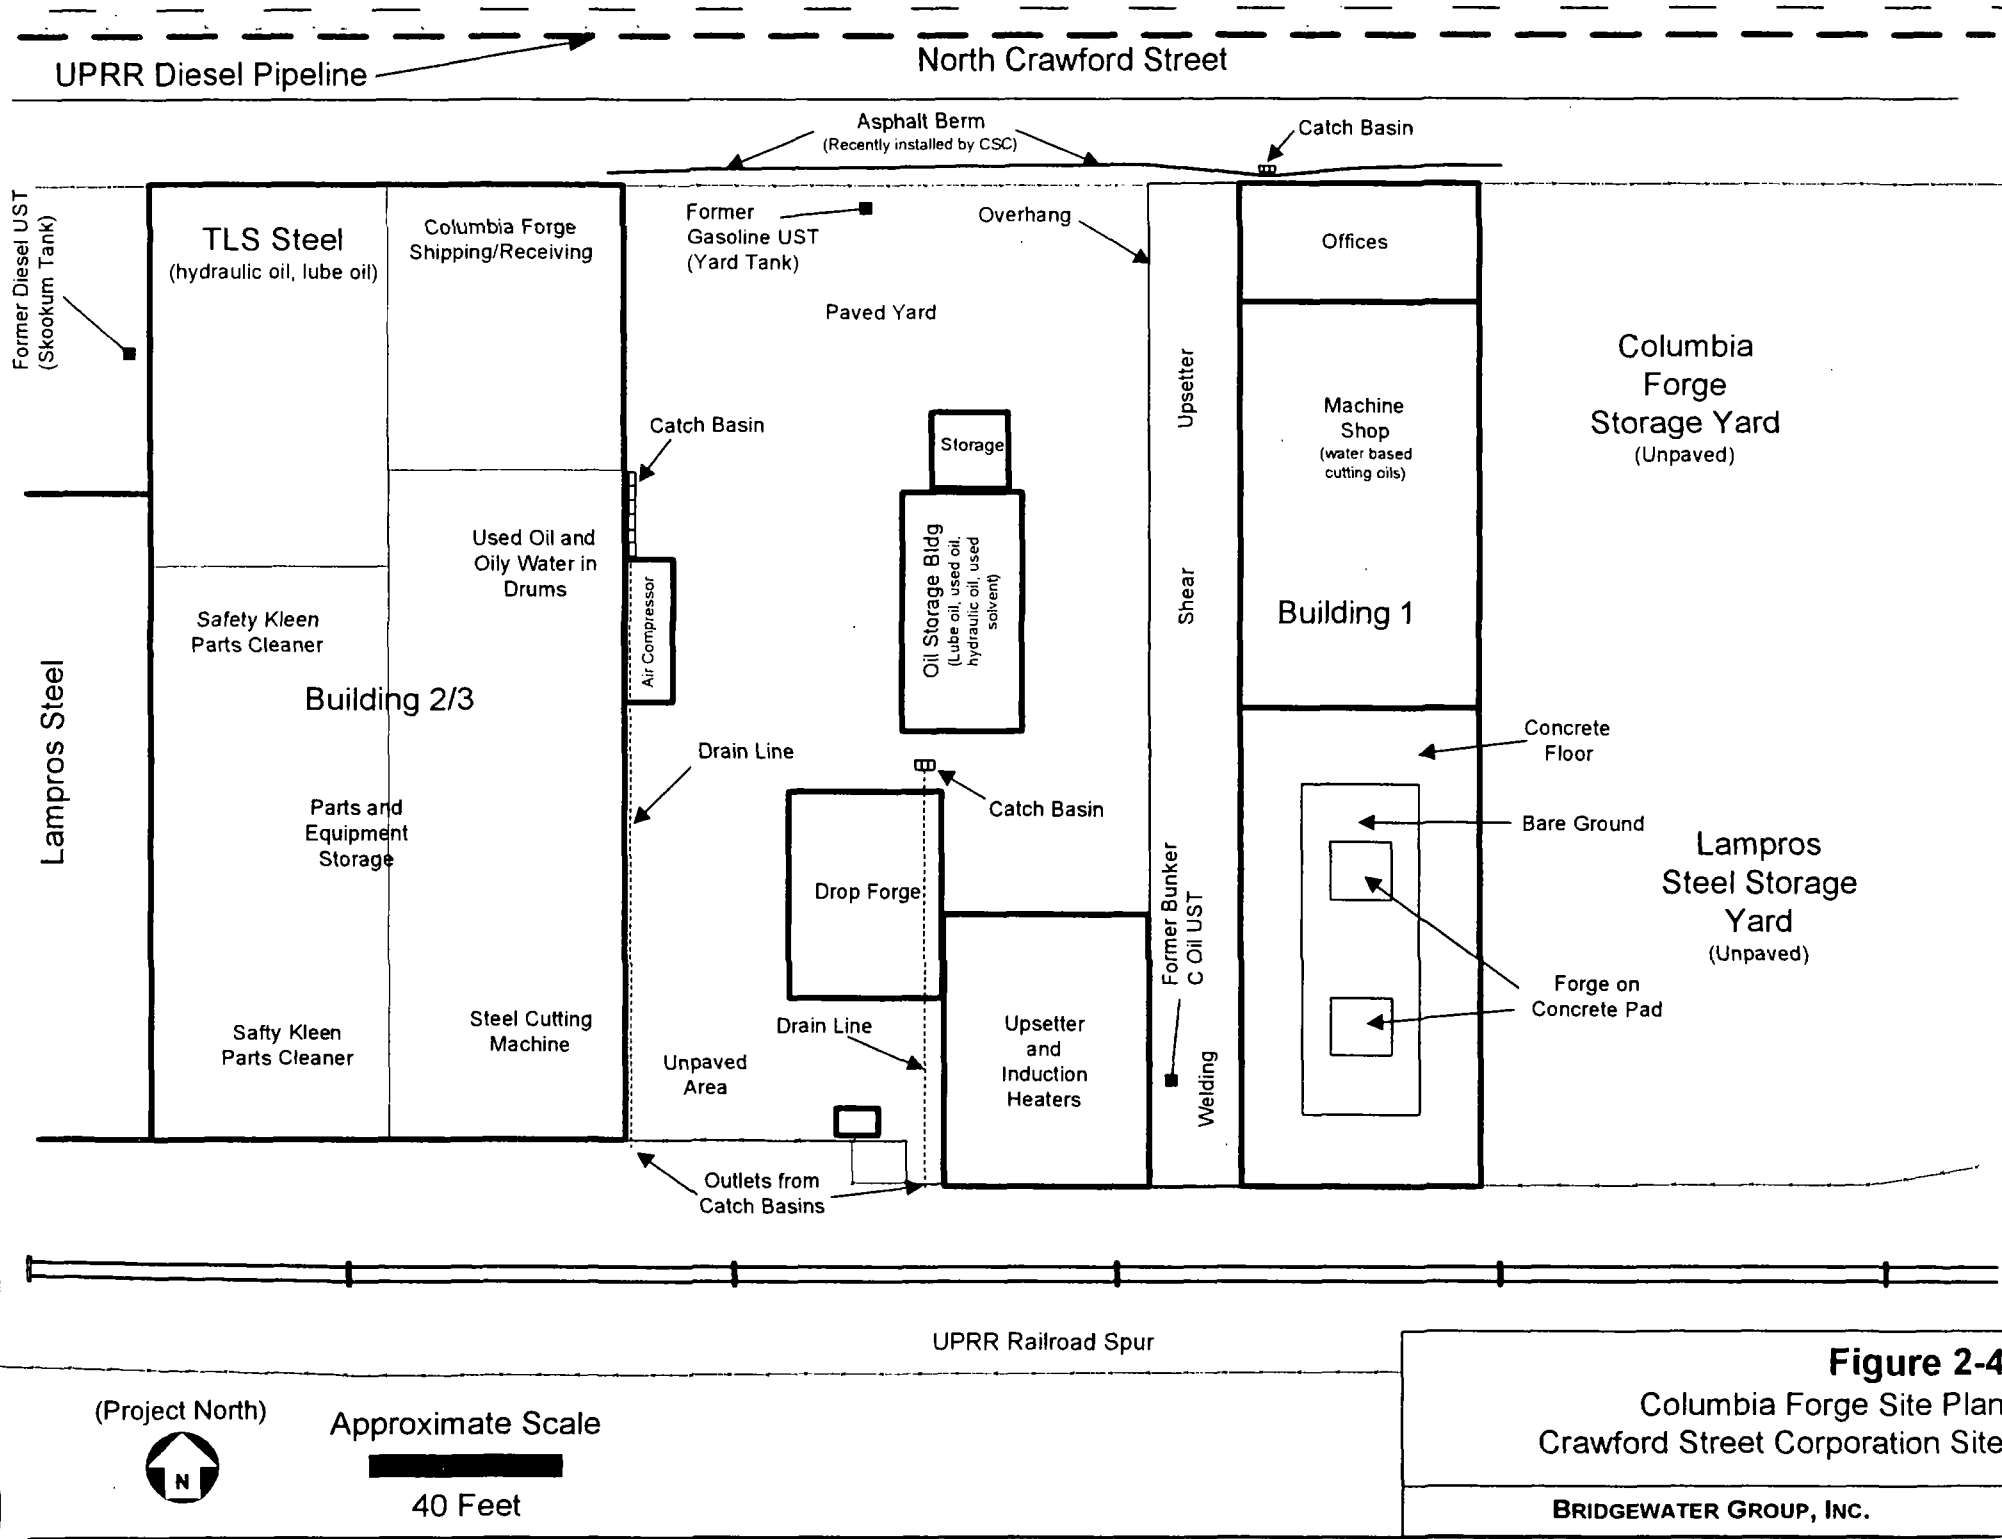 UPRR Diesel Pipeline
North Crawford Street
Asphalt Berm
(Recently installed by CSC)
Catch Basin
Former Diesel UST
(Skookum Tank)
TLS Steel
(hydraulic oil, lube oil)
Columbia Forge
Shipping/Receiving
Former
Gasoline UST
(Yard Tank)
Overhang
Offices
Paved Yard
Upsetter
Columbia
Forge
Storage Yard
(Unpaved)
Machine
Shop
(water based
cutting oils)
Catch Basin
Storage
Used Oil and
Oily Water in
Drums
Air Compressor
Oil Storage Bldg
(Lube oil, used oil,
hydraulic oil, used
solvent)
Shear
Building 1
Safety Kleen
Parts Cleaner
Building 2/3
Lampros Steel
Drain Line
Concrete
Floor
Catch Basin
Parts and
Equipment
Storage
Bare Ground
Lampros
Steel Storage
Yard
(Unpaved)
Drop Forge
Former Bunker
C Oil UST
Forge on
Concrete Pad
Safty Kleen
Parts Cleaner
Steel Cutting
Machine
Drain Line
Upsetter
and
Induction
Heaters
Unpaved
Area
Welding
Outlets from
Catch Basins
UPRR Railroad Spur
(Project North)
N
Approximate Scale
40 Feet
Figure 2-4
Columbia Forge Site Plan
Crawford Street Corporation Site
BRIDGEWATER GROUP, INC.